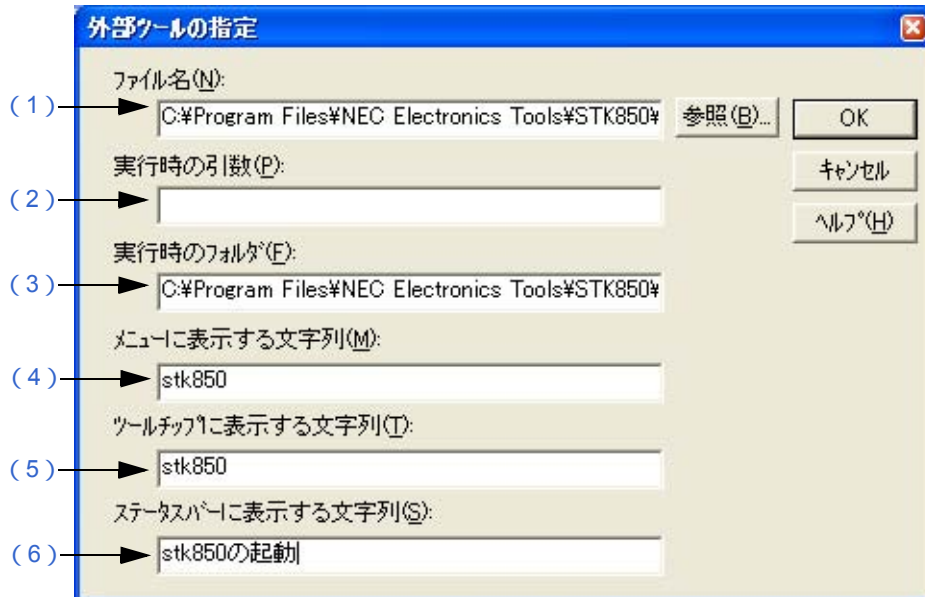 外部ツールの指定
ファイル名(N):
(1)
C:¥Program Files¥NEC Electronics Tools¥STK850¥
参照(B)...
OK
実行時の引数(P):
キャンセル
(2)
ヘルプ(H)
実行時のフォルダ(F):
(3)
C:¥Program Files¥NEC Electronics Tools¥STK850¥
メニューに表示する文字列(M):
(4)
stk850
ツールチップに表示する文字列(T):
(5)
stk850
ステータスバーに表示する文字列(S):
(6)
stk850の起動